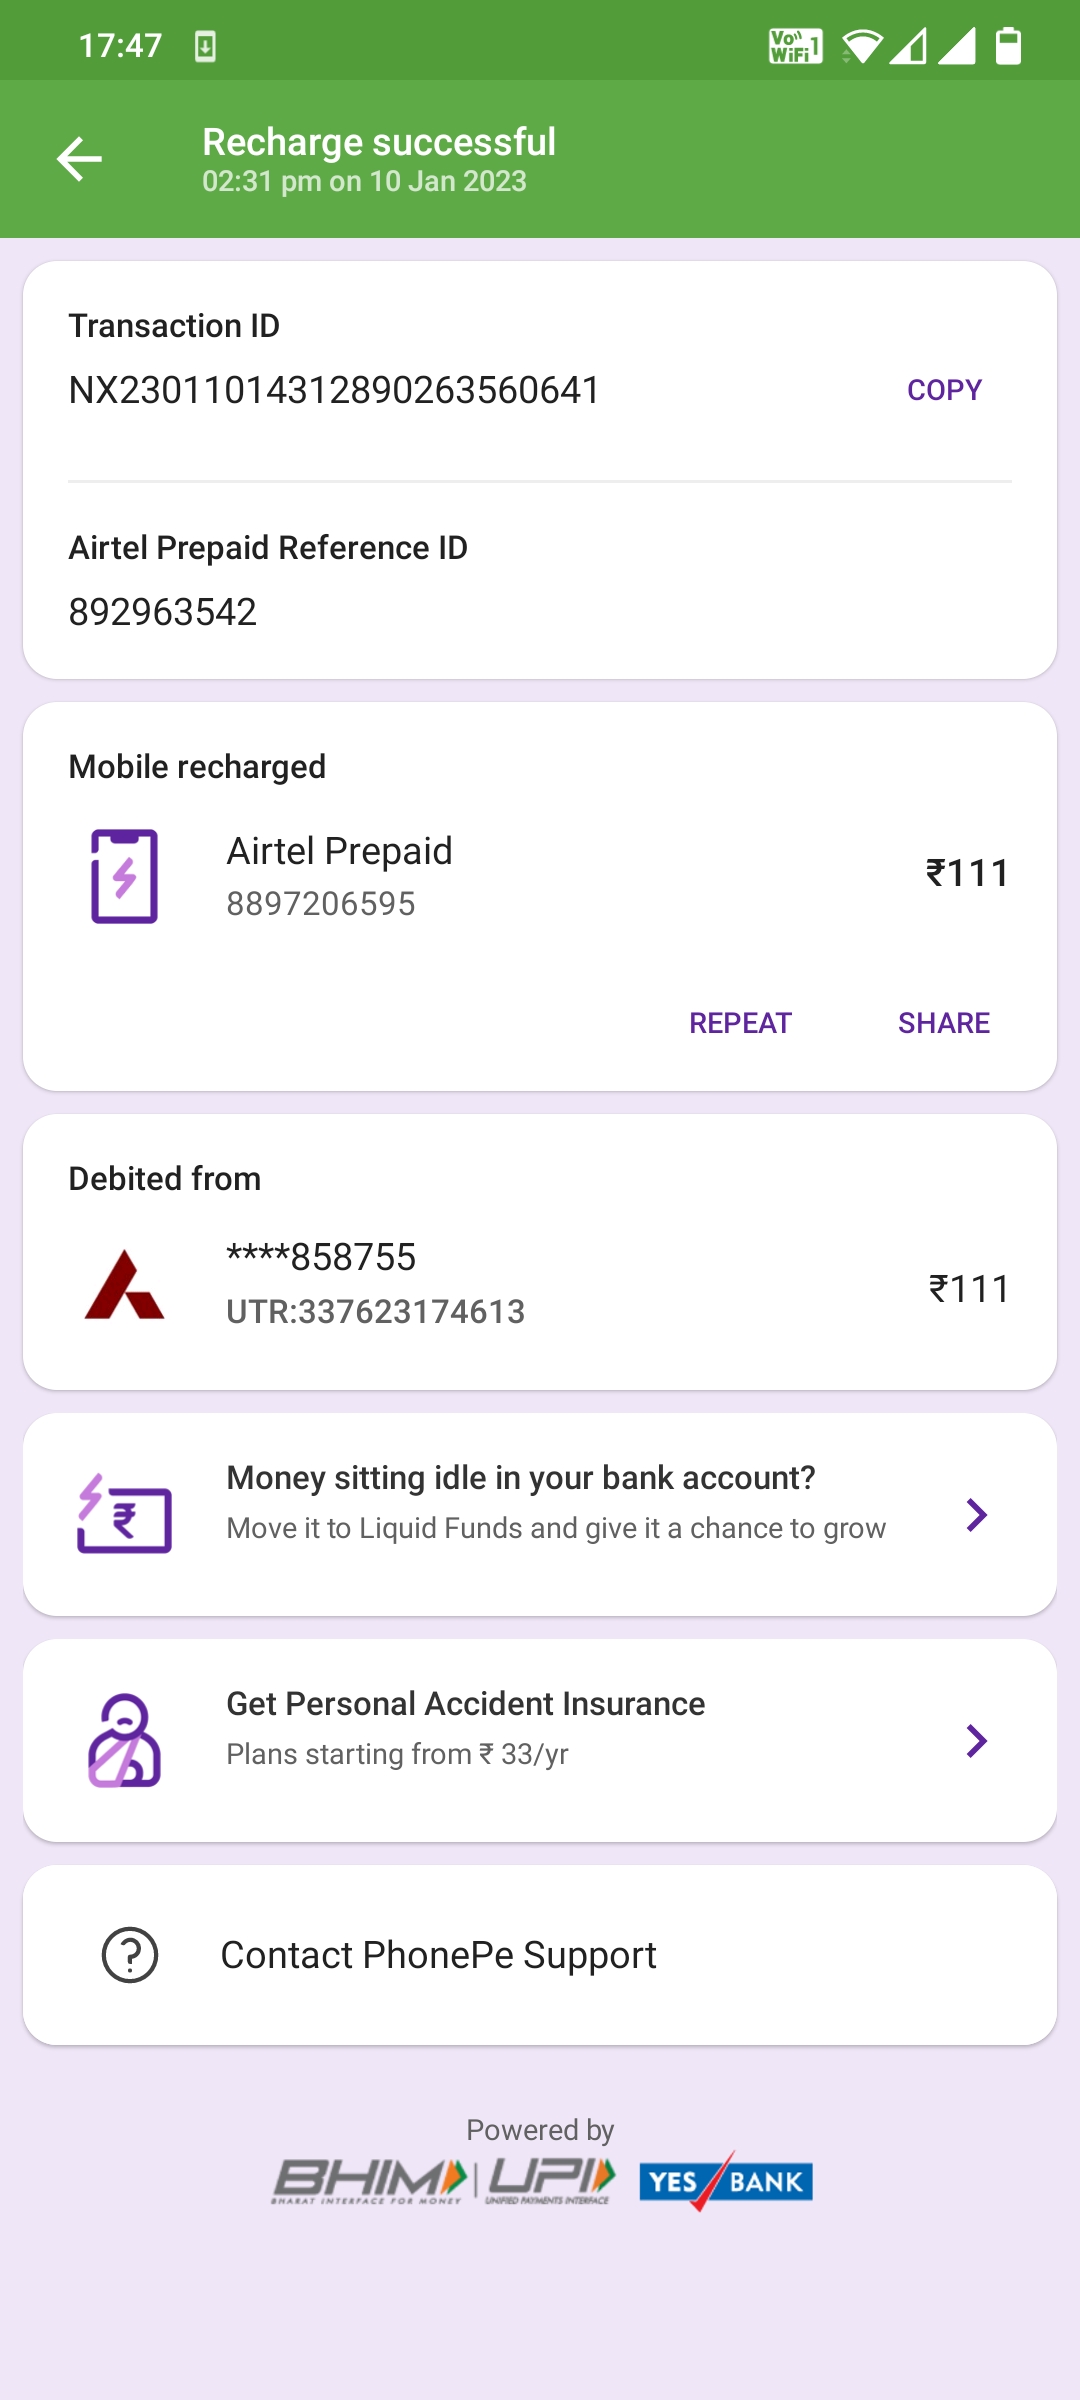 17:47
Vo WiFi 1
Recharge successful
02:31 pm on 10 Jan 2023
Transaction ID
NX23011014312890263560641
COPY
Airtel Prepaid Reference ID
892963542
Mobile recharged
Airtel Prepaid
8897206595
₹111
REPEAT SHARE
Debited from
****858755
UTR:337623174613
₹111
Money sitting idle in your bank account?
Move it to Liquid Funds and give it a chance to grow
Get Personal Accident Insurance
Plans starting from ₹ 33/yr
Contact PhonePe Support
Powered by
BHIM UPI YES BANK
BHARAT INTERFACE FOR MONEY UNIFIED PAYMENTS INTERFACE